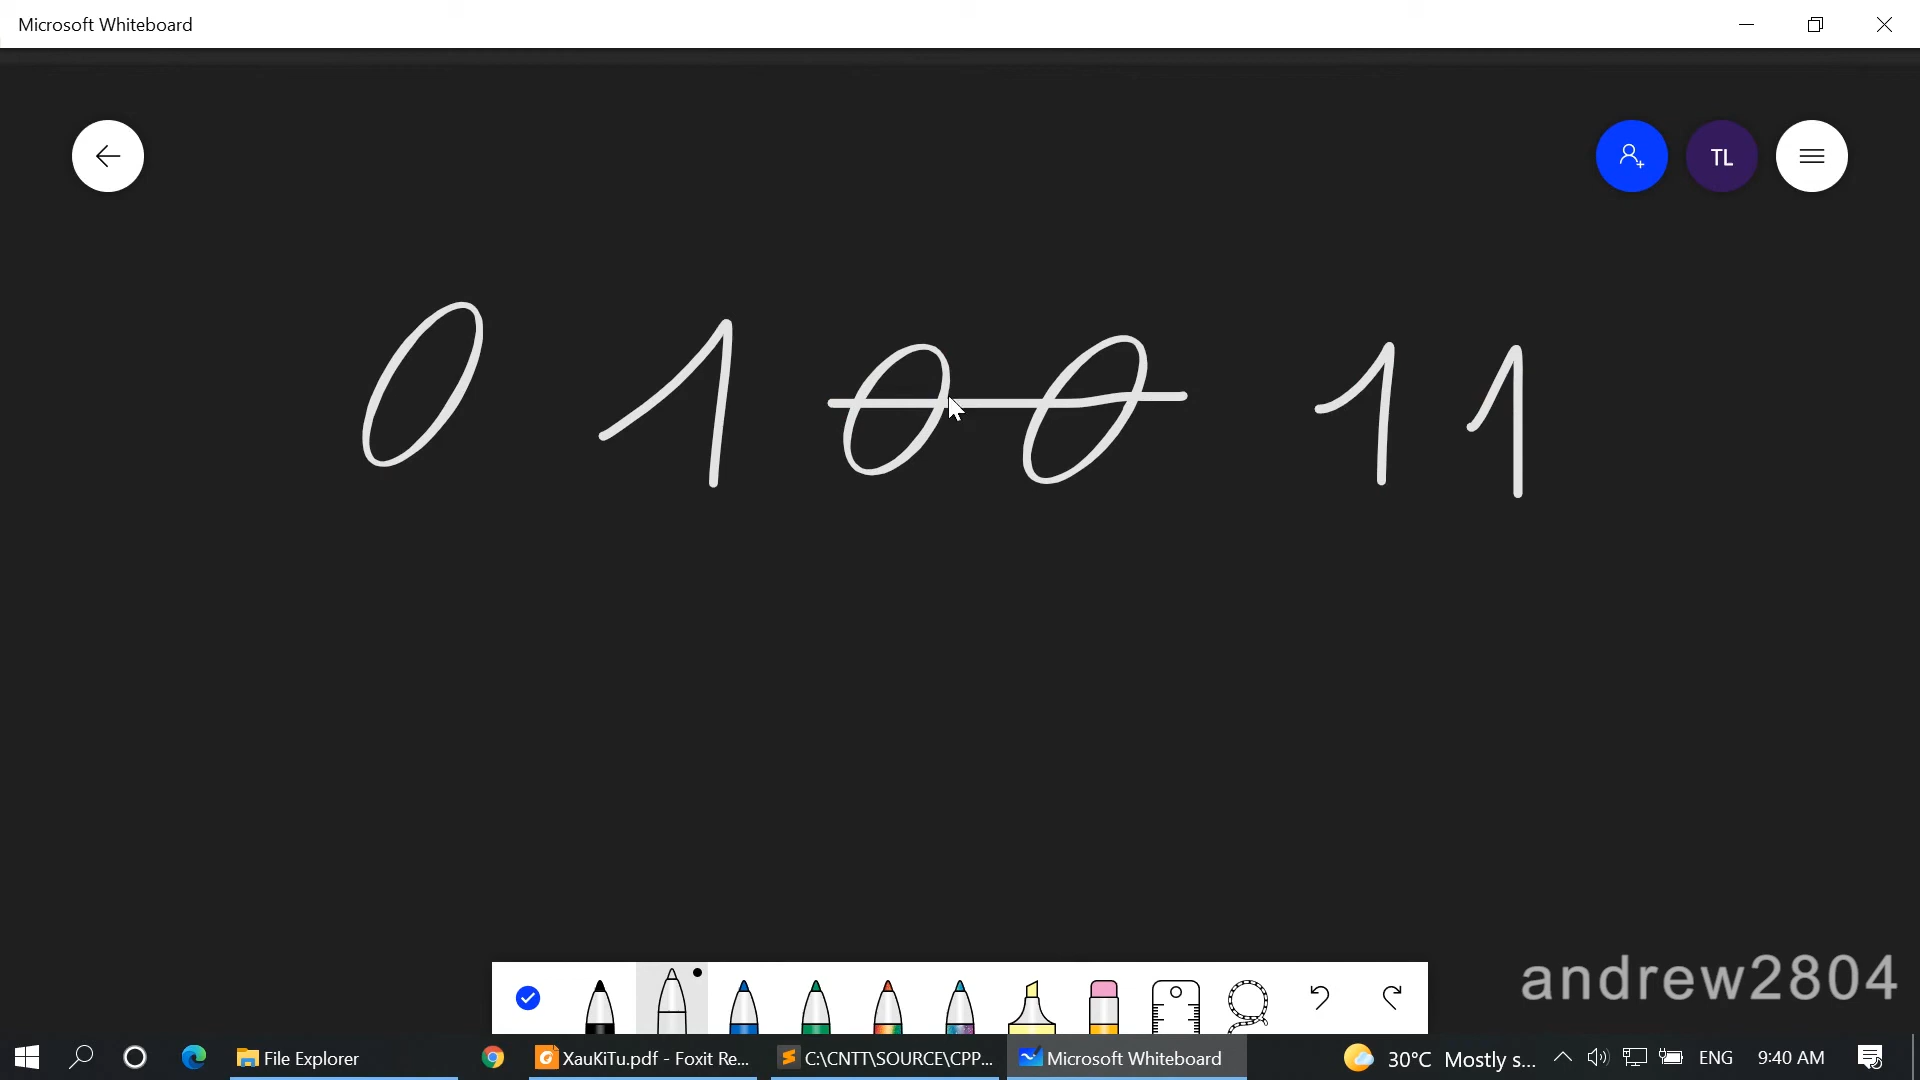 Microsoft Whiteboard
TL
0 1 0 0 1 1
andrew2804
File Explorer
XauKiTu.pdf - Foxit Re...
C:\CNTT\SOURCE\CPP...
Microsoft Whiteboard
30°C Mostly s...
ENG
9:40 AM